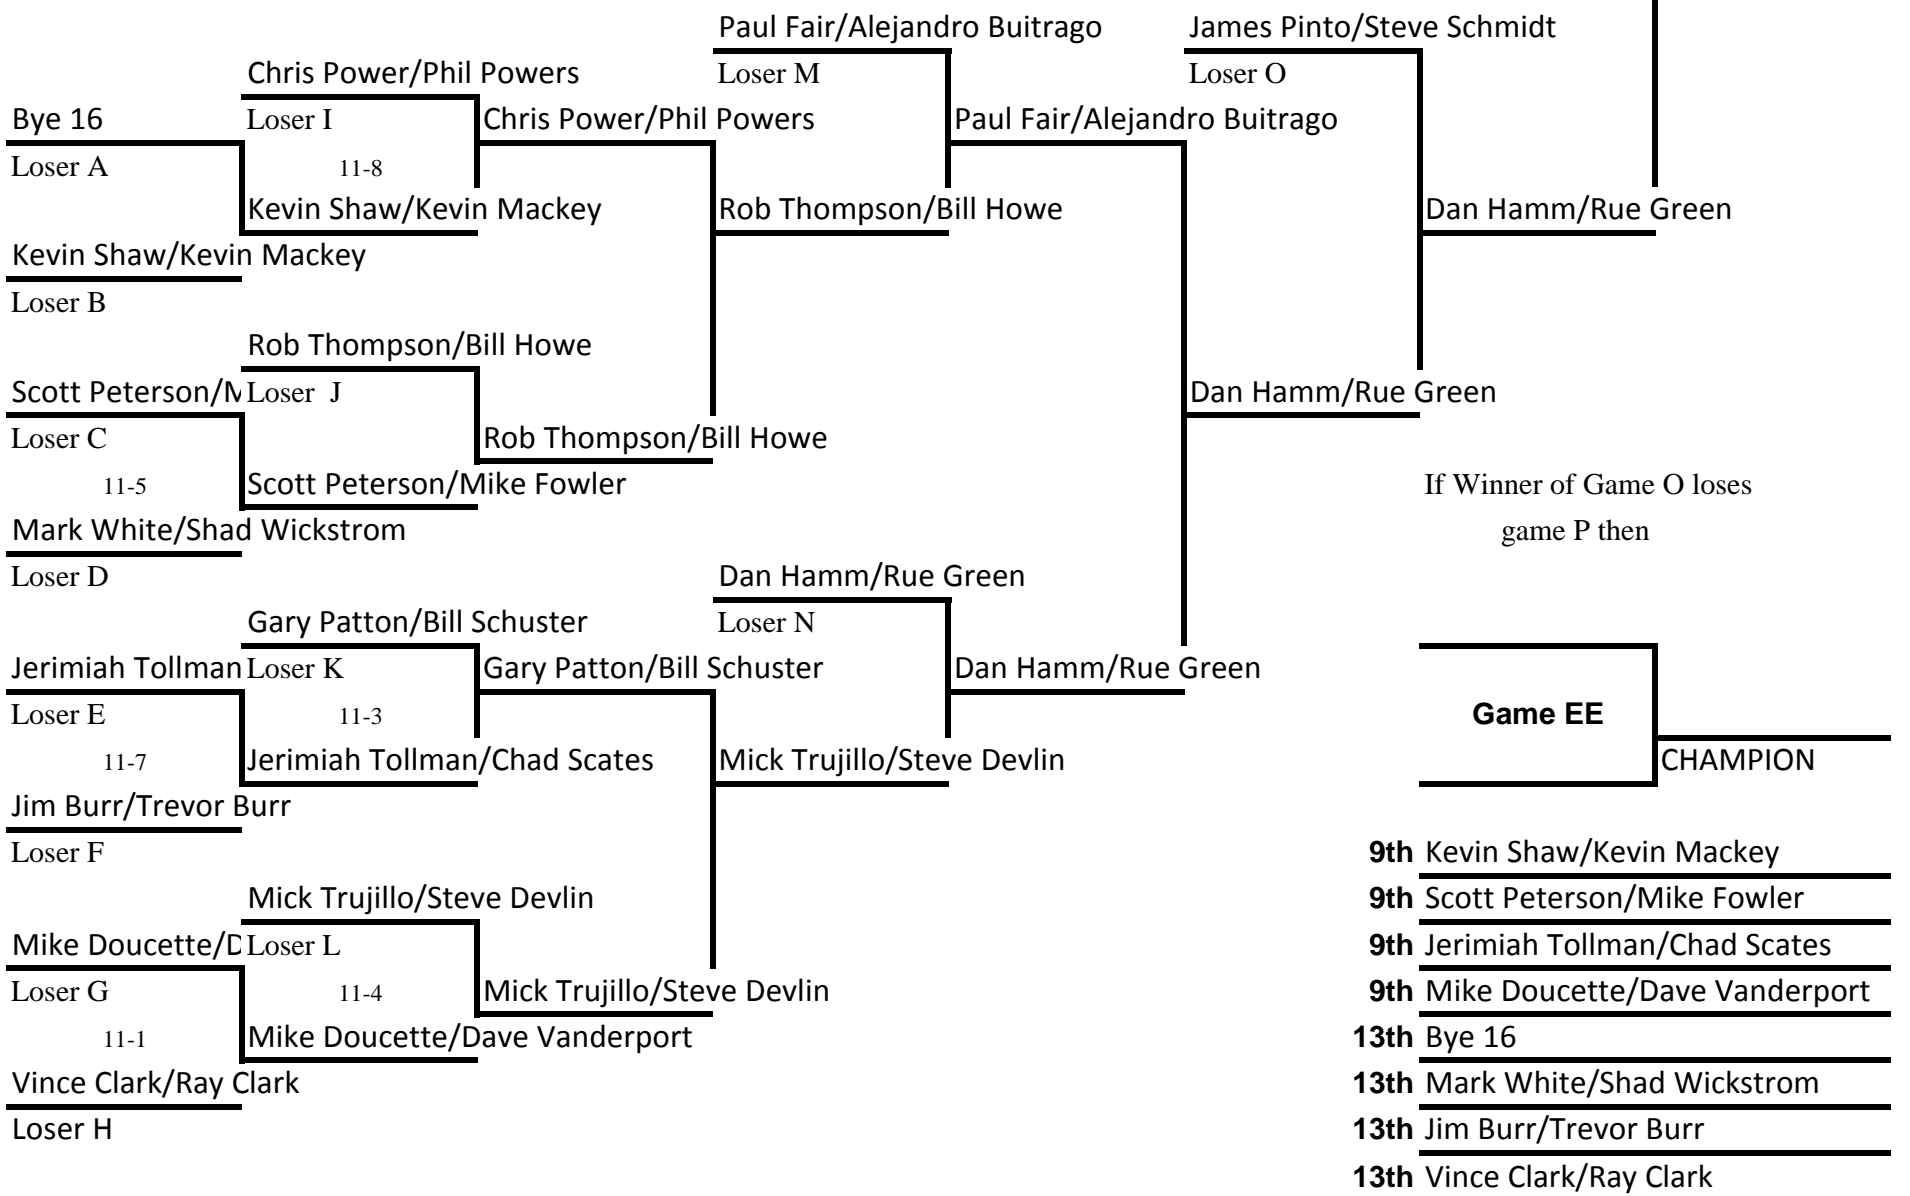 Paul Fair/Alejandro Buitrago
James Pinto/Steve Schmidt
Chris Power/Phil Powers
Loser M
Loser O
Bye 16
Loser I
Chris Power/Phil Powers
Paul Fair/Alejandro Buitrago
Loser A
11-8
Kevin Shaw/Kevin Mackey
Rob Thompson/Bill Howe
Dan Hamm/Rue Green
Kevin Shaw/Kevin Mackey
Loser B
Rob Thompson/Bill Howe
Scott Peterson/M
Loser J
Dan Hamm/Rue Green
Loser C
Rob Thompson/Bill Howe
11-5
Scott Peterson/Mike Fowler
If Winner of Game O loses
Mark White/Shad Wickstrom
game P then
Loser D
Dan Hamm/Rue Green
Gary Patton/Bill Schuster
Loser N
Jerimiah Tollman
Loser K
Gary Patton/Bill Schuster
Dan Hamm/Rue Green
Loser E
11-3
Game EE
11-7
Jerimiah Tollman/Chad Scates
Mick Trujillo/Steve Devlin
CHAMPION
Jim Burr/Trevor Burr
Loser F
9th Kevin Shaw/Kevin Mackey
Mick Trujillo/Steve Devlin
9th Scott Peterson/Mike Fowler
Mike Doucette/D
Loser L
9th Jerimiah Tollman/Chad Scates
Loser G
11-4
Mick Trujillo/Steve Devlin
9th Mike Doucette/Dave Vanderport
11-1
Mike Doucette/Dave Vanderport
13th Bye 16
Vince Clark/Ray Clark
13th Mark White/Shad Wickstrom
Loser H
13th Jim Burr/Trevor Burr
13th Vince Clark/Ray Clark